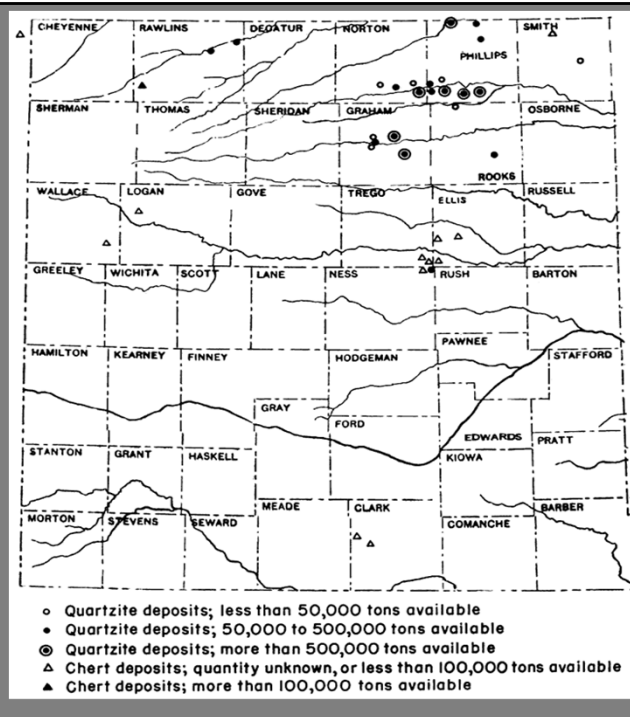 CHEYENNE RAWLINS DECATUR NORTON SMITH
PHILLIPS
SHERMAN THOMAS SHERIDAN GRAHAM OSBORNE
ROOKS
WALLACE LOGAN GOVE TREGO ELLIS RUSSELL
GREELEY WICHITA SCOTT LANE NESS RUSH BARTON
PAWNEE
HAMILTON KEARNEY FINNEY HODGEMAN STAFFORD
GRAY
FORD
EDWARDS PRATT
STANTON GRANT HASKELL KIOWA
MEADE CLARK BARBER
MORTON STEVENS SEWARD COMANCHE
Quartzite deposits; less than 50,000 tons available
Quartzite deposits; 50,000 to 500,000 tons available
Quartzite deposits; more than 500,000 tons available
Chert deposits; quantity unknown, or less than 100,000 tons available
Chert deposits; more than 100,000 tons available